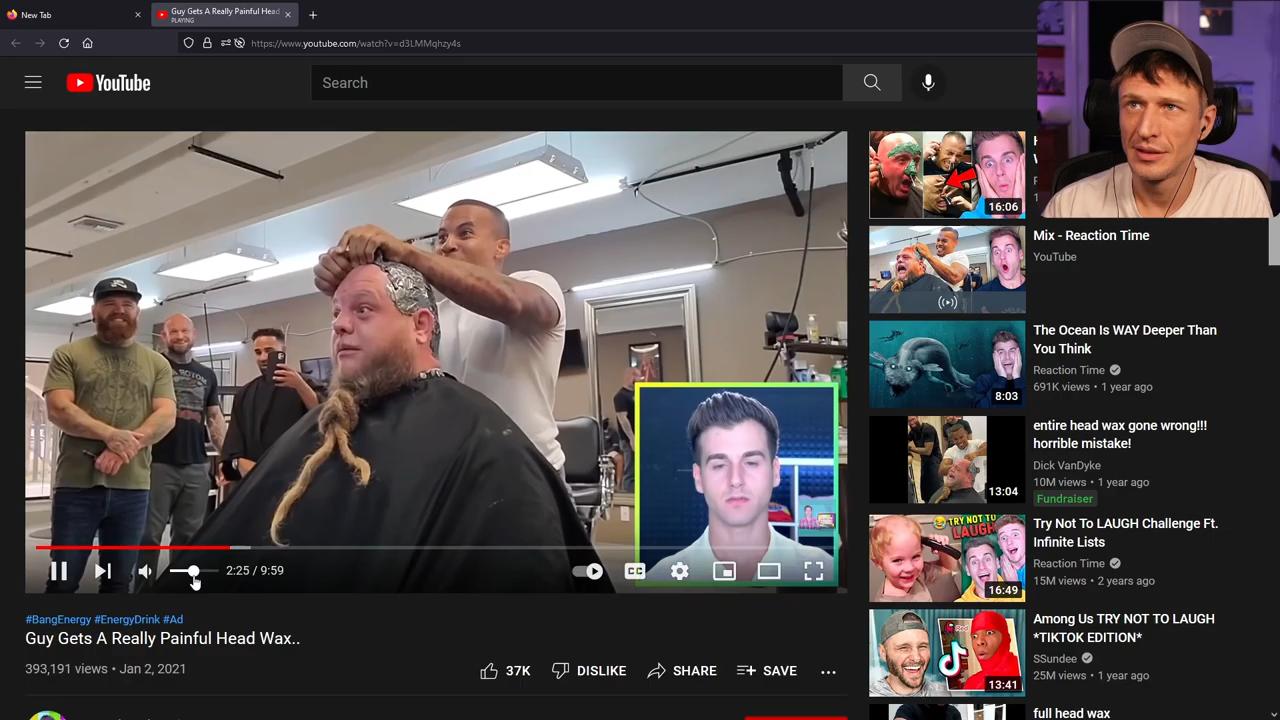 New Tab
Guy Gets A Really Painful Head
PLAYING
https://www.youtube.com/watch?v=d3LMMqhzy4s
YouTube
Search
16:06
Mix - Reaction Time
YouTube
The Ocean Is WAY Deeper Than
You Think
Reaction Time
691K views • 1 year ago
8:03
entire head wax gone wrong!!!
horrible mistake!
Dick VanDyke
10M views • 1 year ago
Fundraiser
13:04
Try Not To LAUGH Challenge Ft.
Infinite Lists
Reaction Time
15M views • 2 years ago
TRY NOT TO
LAUGH
16:49
Among Us TRY NOT TO LAUGH
*TIKTOK EDITION*
SSundee
25M views • 1 year ago
13:41
full head wax
2:25 / 9:59
CC
#BangEnergy #EnergyDrink #Ad
Guy Gets A Really Painful Head Wax..
393,191 views • Jan 2, 2021
37K
DISLIKE
SHARE
SAVE